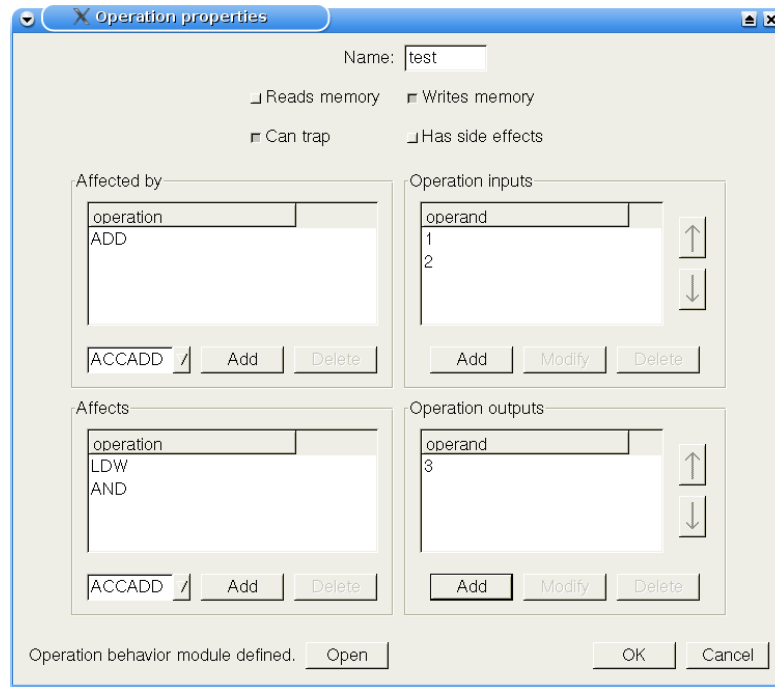 Operation properties
Name: test
Reads memory Writes memory
Can trap Has side effects
Affected by
operation
ADD
ACCADD Add Delete
Operation inputs
operand
1
2
Add Modify Delete
Affects
operation
LDW
AND
ACCADD Add Delete
Operation outputs
operand
3
Add Modify Delete
Operation behavior module defined. Open OK Cancel